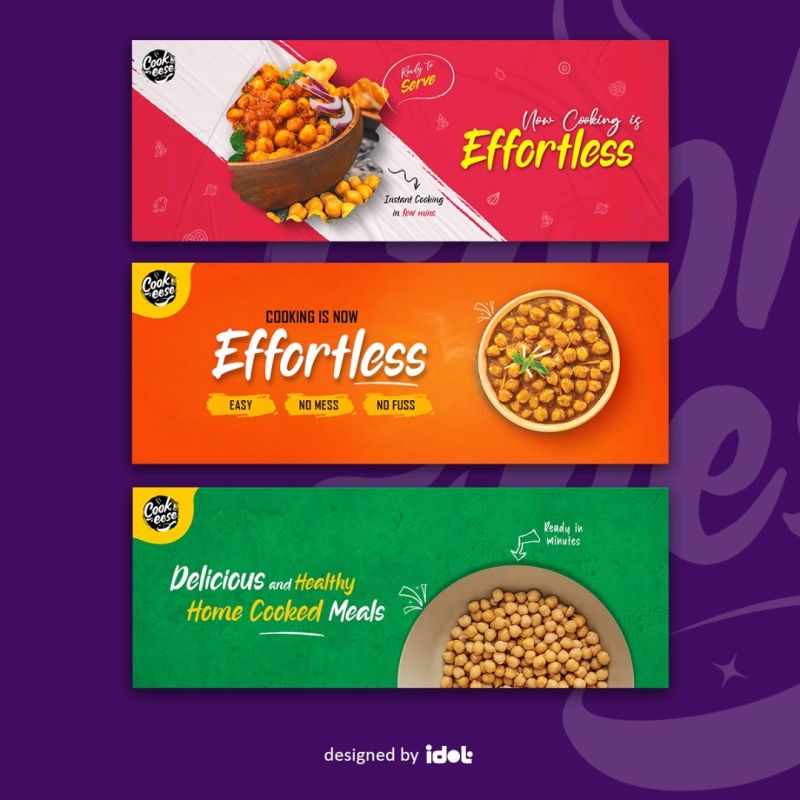 Cook
eese
Ready to
Serve
Now Cooking is
Effortless
Instant Cooking
in few mins
Cook
eese
COOKING IS NOW
Effortless
EASY
NO MESS
NO FUSS
Cook
eese
Ready in
minutes
Delicious and Healthy
Home Cooked Meals
designed by idot